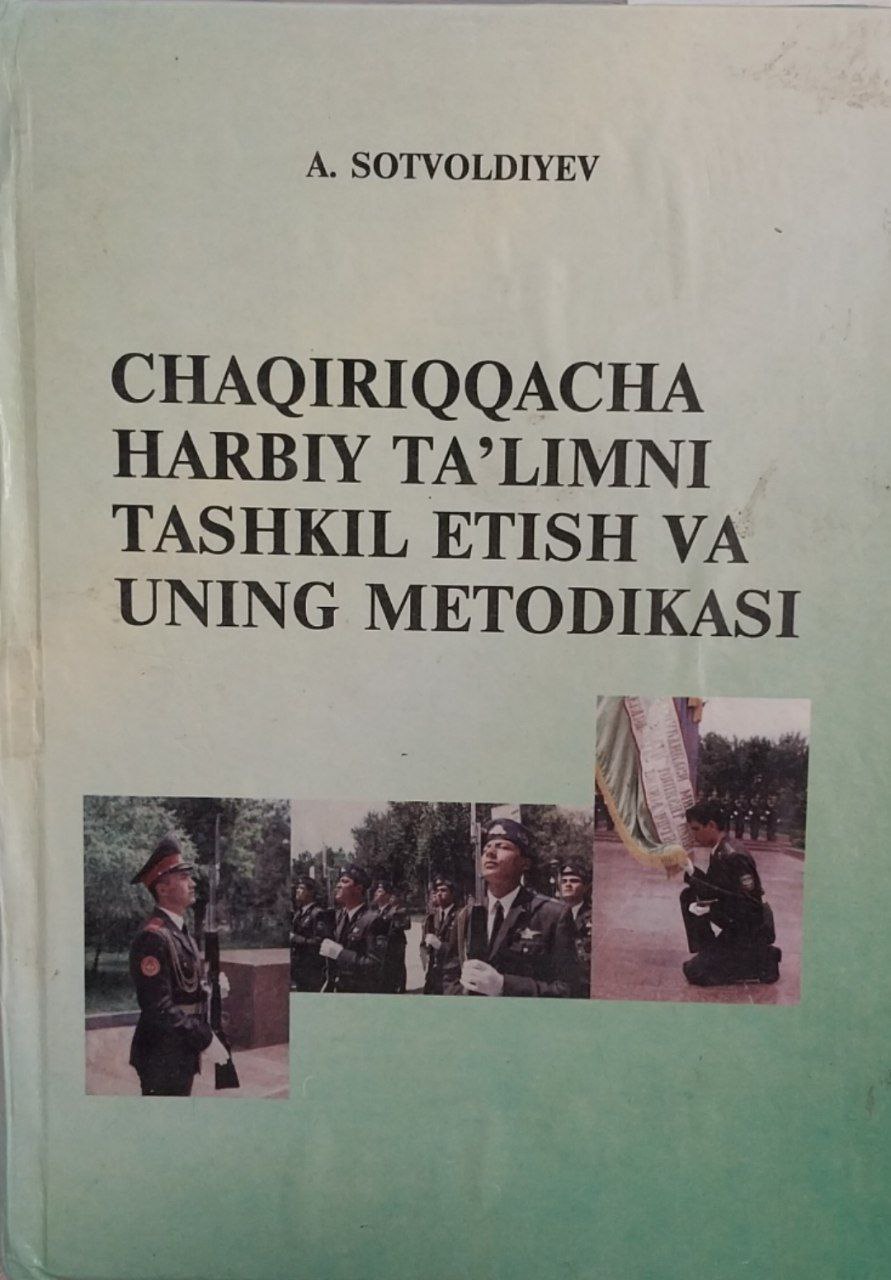 A. SOTVOLDIYEV
CHAQIRIQQACHA
HARBIY TA’LIMNI
TASHKIL ETISH VA
UNING METODIKASI